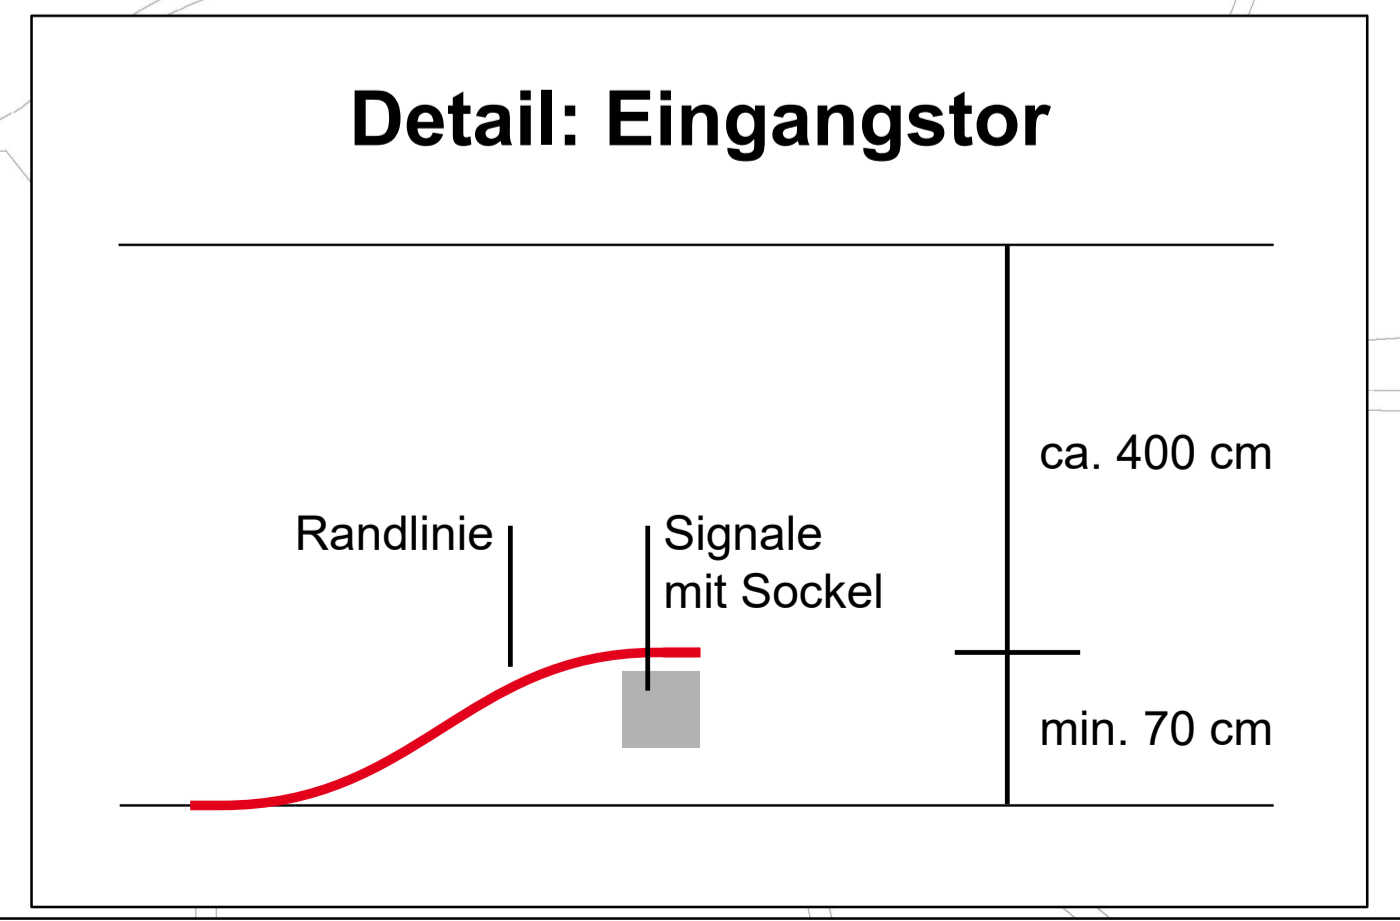 Detail: Eingangstor
ca. 400 cm
Randlinie
Signale
mit Sockel
min. 70 cm